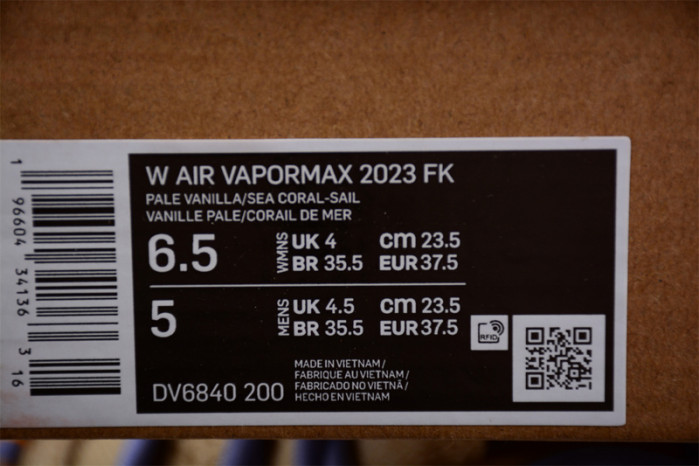 W AIR VAPORMAX 2023 FK
PALE VANILLA/SEA CORAL-SAIL
VANILLE PALE/CORAIL DE MER
6.5 WMNS UK 4 cm 23.5
BR 35.5 EUR 37.5
5 MENS UK 4.5 cm 23.5
BR 35.5 EUR 37.5
RFID
DV6840 200
MADE IN VIETNAM /
FABRIQUE AU VIETNAM /
FABRICADO NO VIETNÃ /
HECHO EN VIETNAM
1 96604 34136 3 16